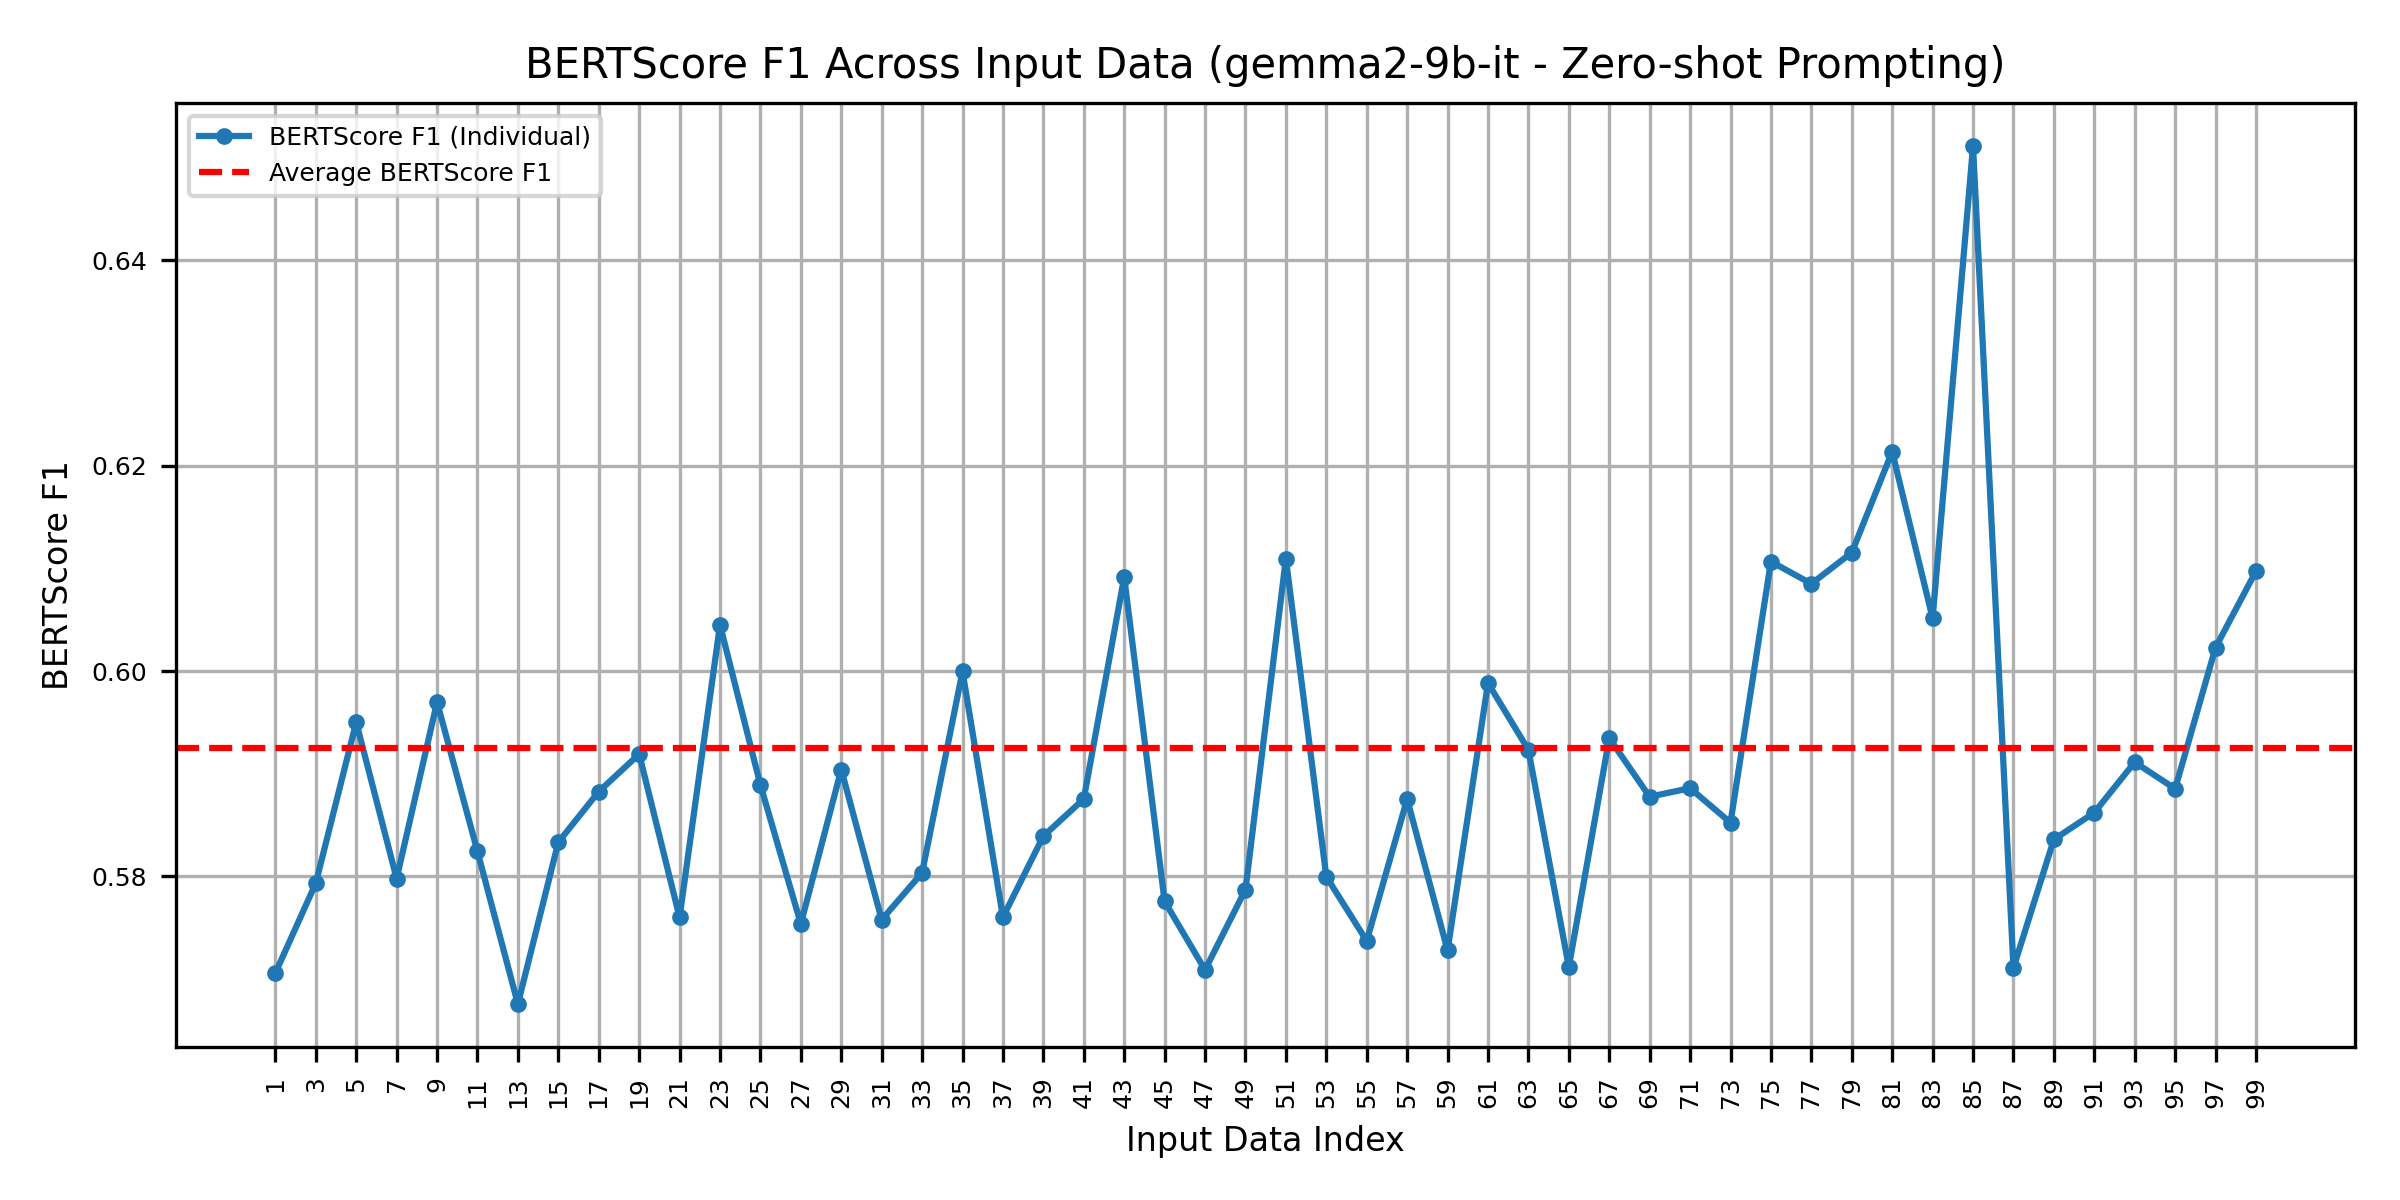 BERTScore F1 Across Input Data (gemma2-9b-it - Zero-shot Prompting)
BERTScore F1 (Individual)
Average BERTScore F1
BERTScore F1
0.64
0.62
0.60
0.58
1 3 5 7 9 11 13 15 17 19 21 23 25 27 29 31 33 35 37 39 41 43 45 47 49 51 53 55 57 59 61 63 65 67 69 71 73 75 77 79 81 83 85 87 89 91 93 95 97 99
Input Data Index